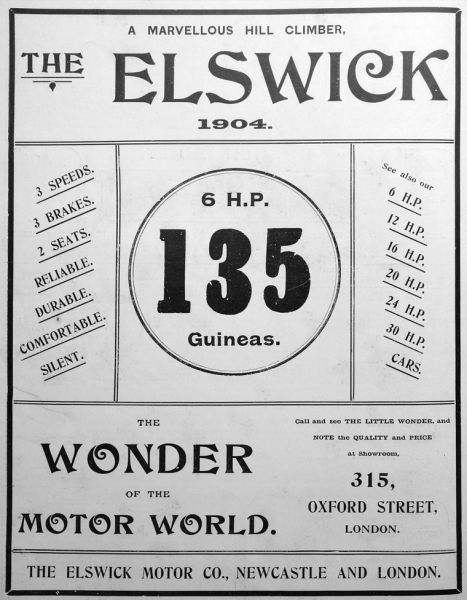 A MARVELLOUS HILL CLIMBER,
THE ELSWICK
1904.
3 SPEEDS.
3 BRAKES.
2 SEATS.
RELIABLE.
DURABLE.
COMFORTABLE.
SILENT.
6 H.P.
135
Guineas.
See also our
6 H.P.
12 H.P.
16 H.P.
20 H.P.
24 H.P.
30 H.P.
CARS.
THE
WONDER
OF THE
MOTOR WORLD.
Call and see THE LITTLE WONDER, and
NOTE the QUALITY and PRICE
at Showroom,
315,
OXFORD STREET,
LONDON.
THE ELSWICK MOTOR CO., NEWCASTLE AND LONDON.